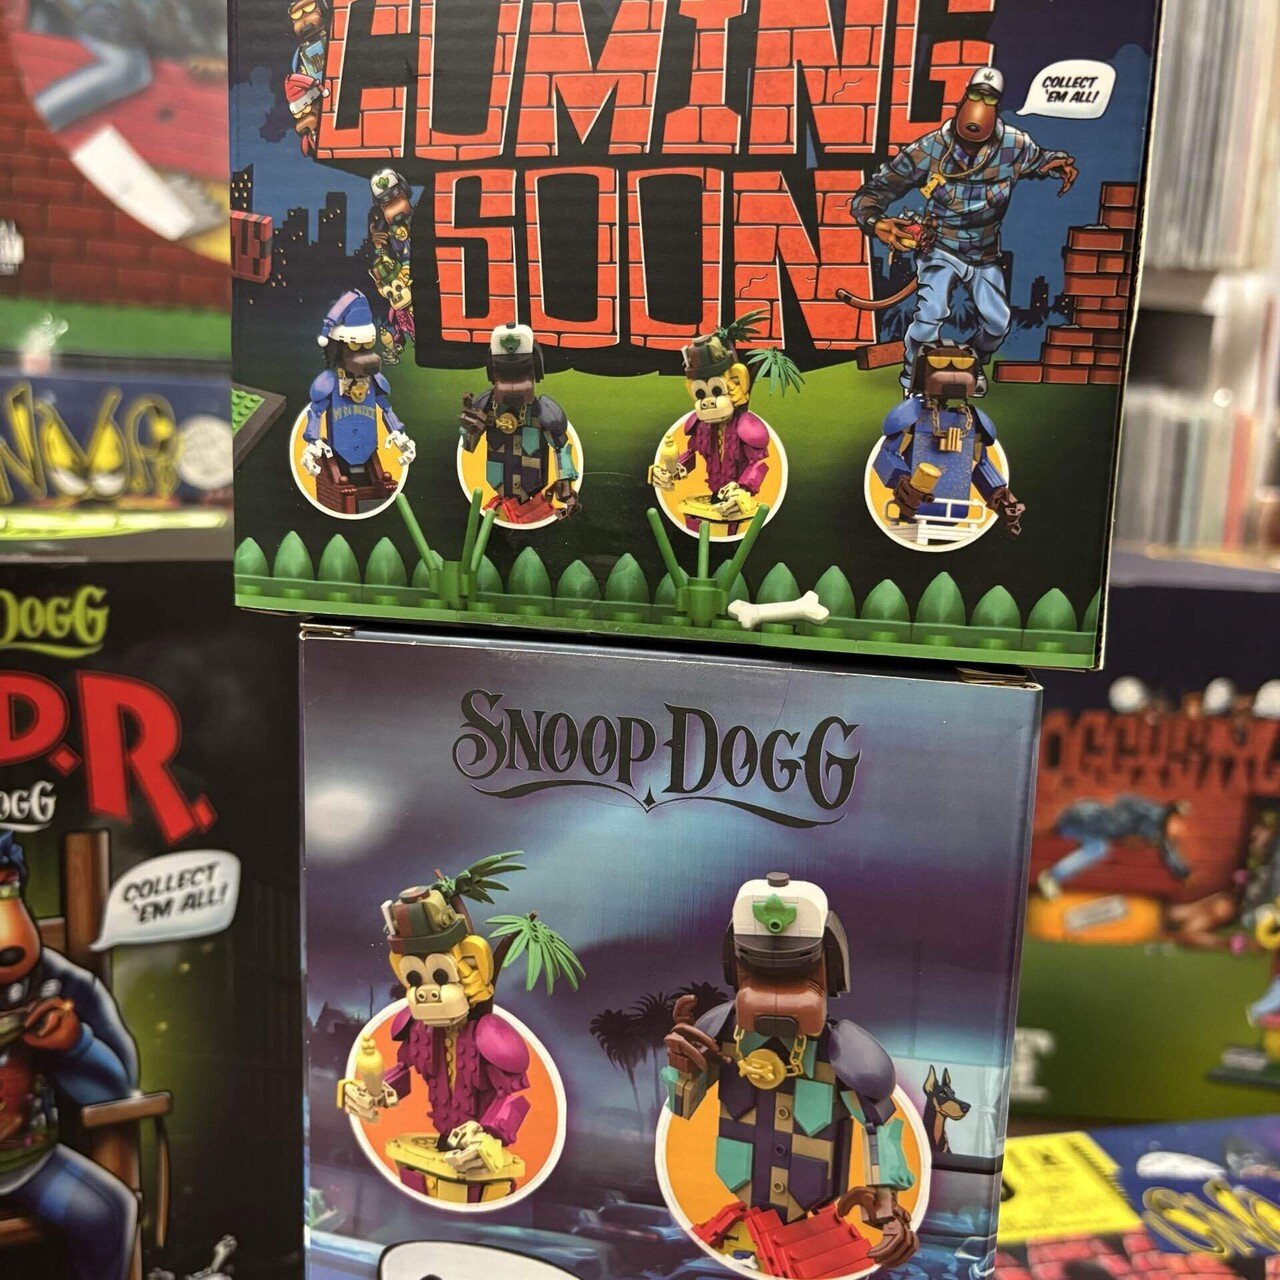 COMING
SOON
COLLECT
'EM ALL!
DOGG
D.R.
DOGG
COLLECT
'EM ALL!
SNOOP DOGG